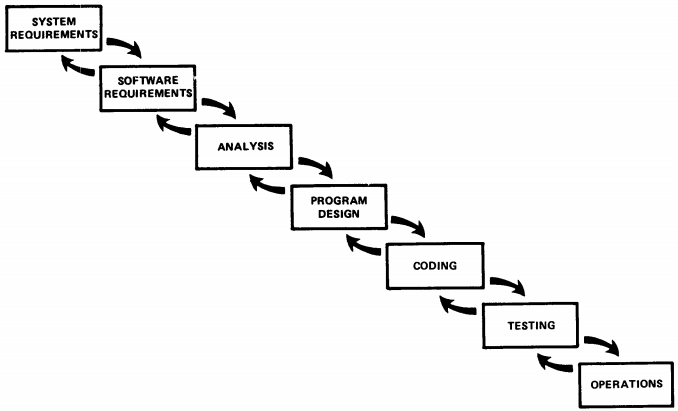 SYSTEM
REQUIREMENTS
SOFTWARE
REQUIREMENTS
ANALYSIS
PROGRAM
DESIGN
CODING
TESTING
OPERATIONS